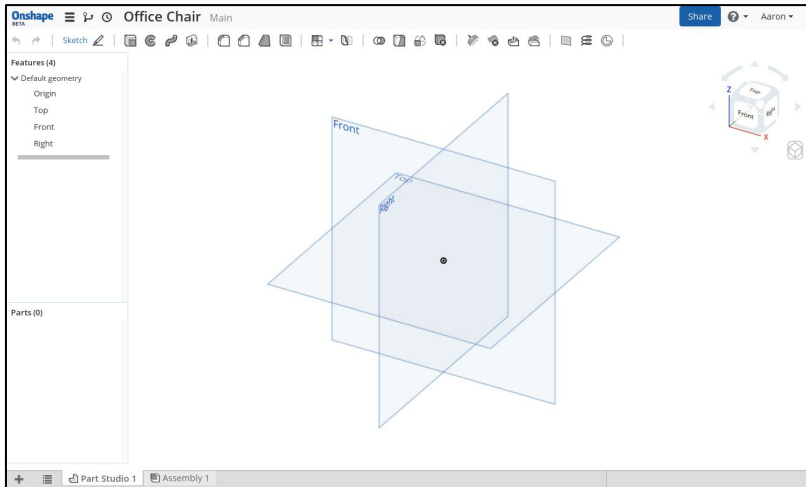 Onshape BETA Office Chair Main Share Aaron
Sketch
Features (4)
Default geometry
Origin
Top
Front
Right
Parts (0)
Front
Top
Right
Z
Front
Right
X
Part Studio 1 Assembly 1